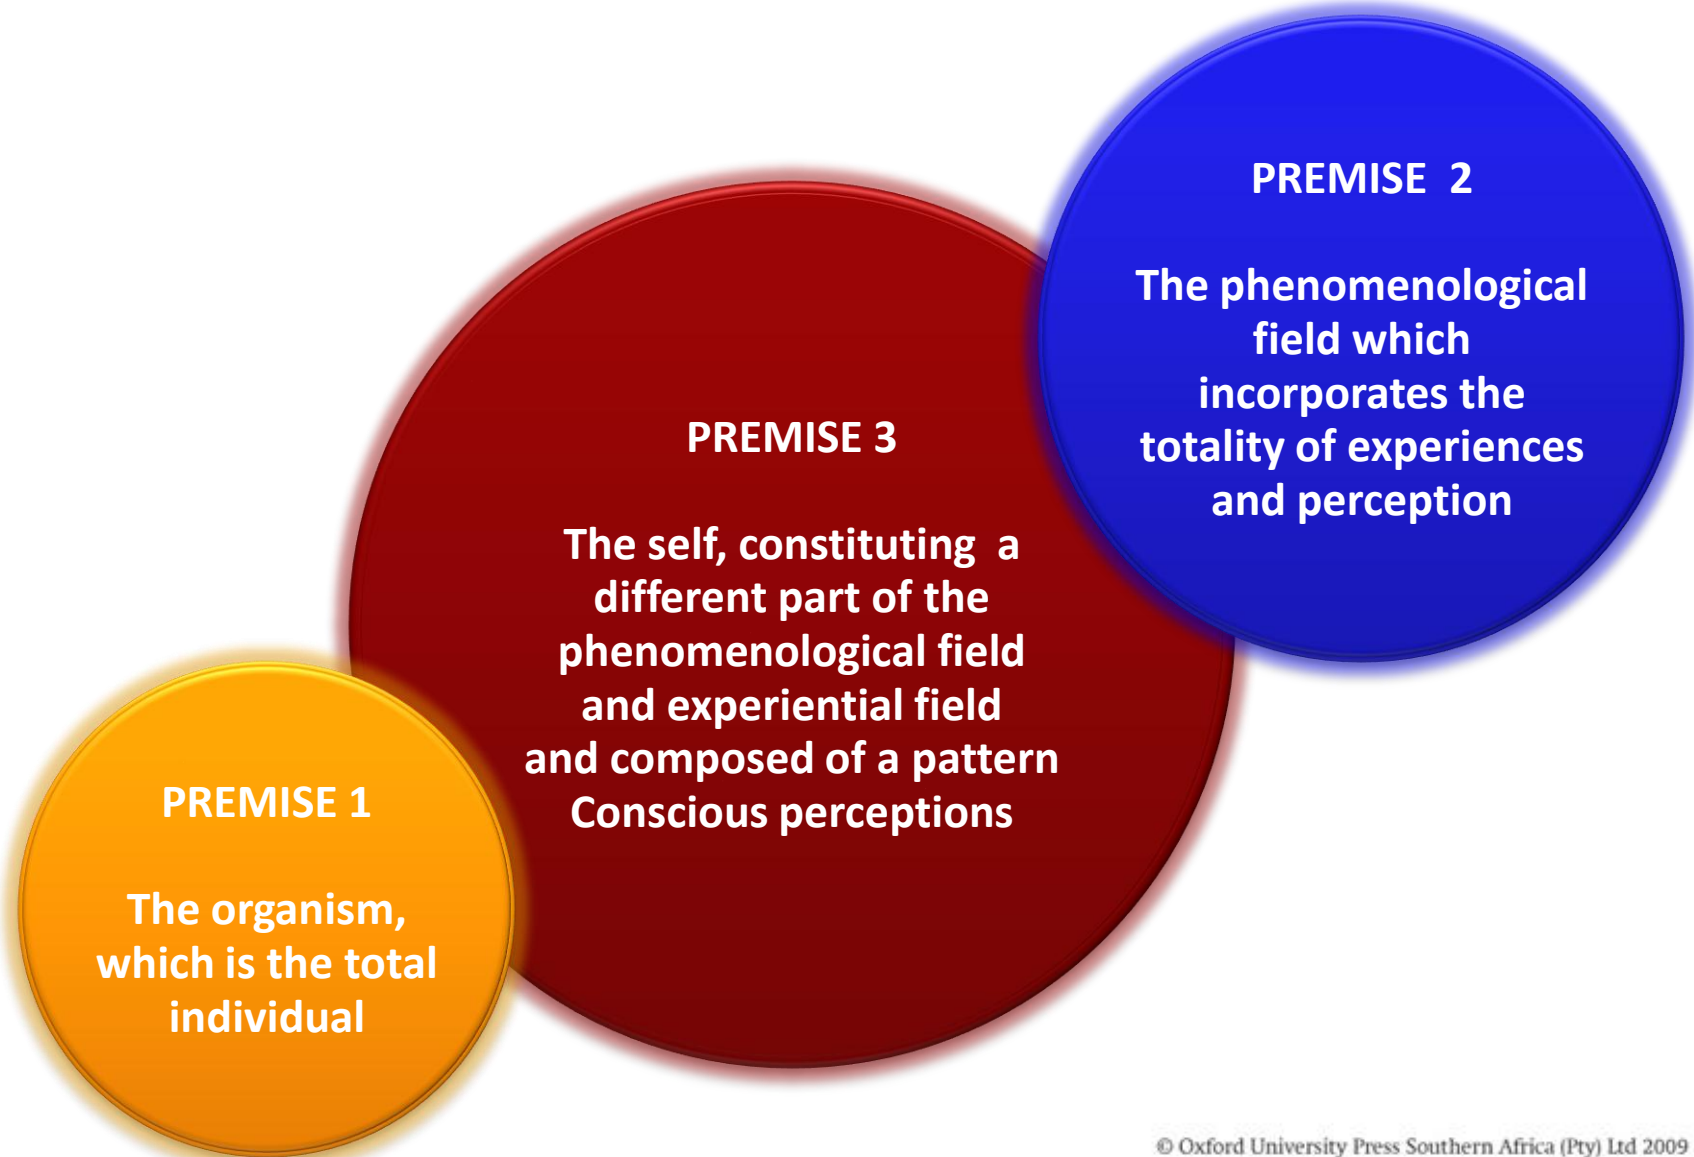 PREMISE 1
The organism,
which is the total
individual
PREMISE 3
The self, constituting  a
different part of the
phenomenological field
and experiential field
and composed of a pattern
Conscious perceptions
PREMISE  2
The phenomenological
field which
incorporates the
totality of experiences
and perception
© Oxford University Press Southern Africa (Pty) Ltd 2009